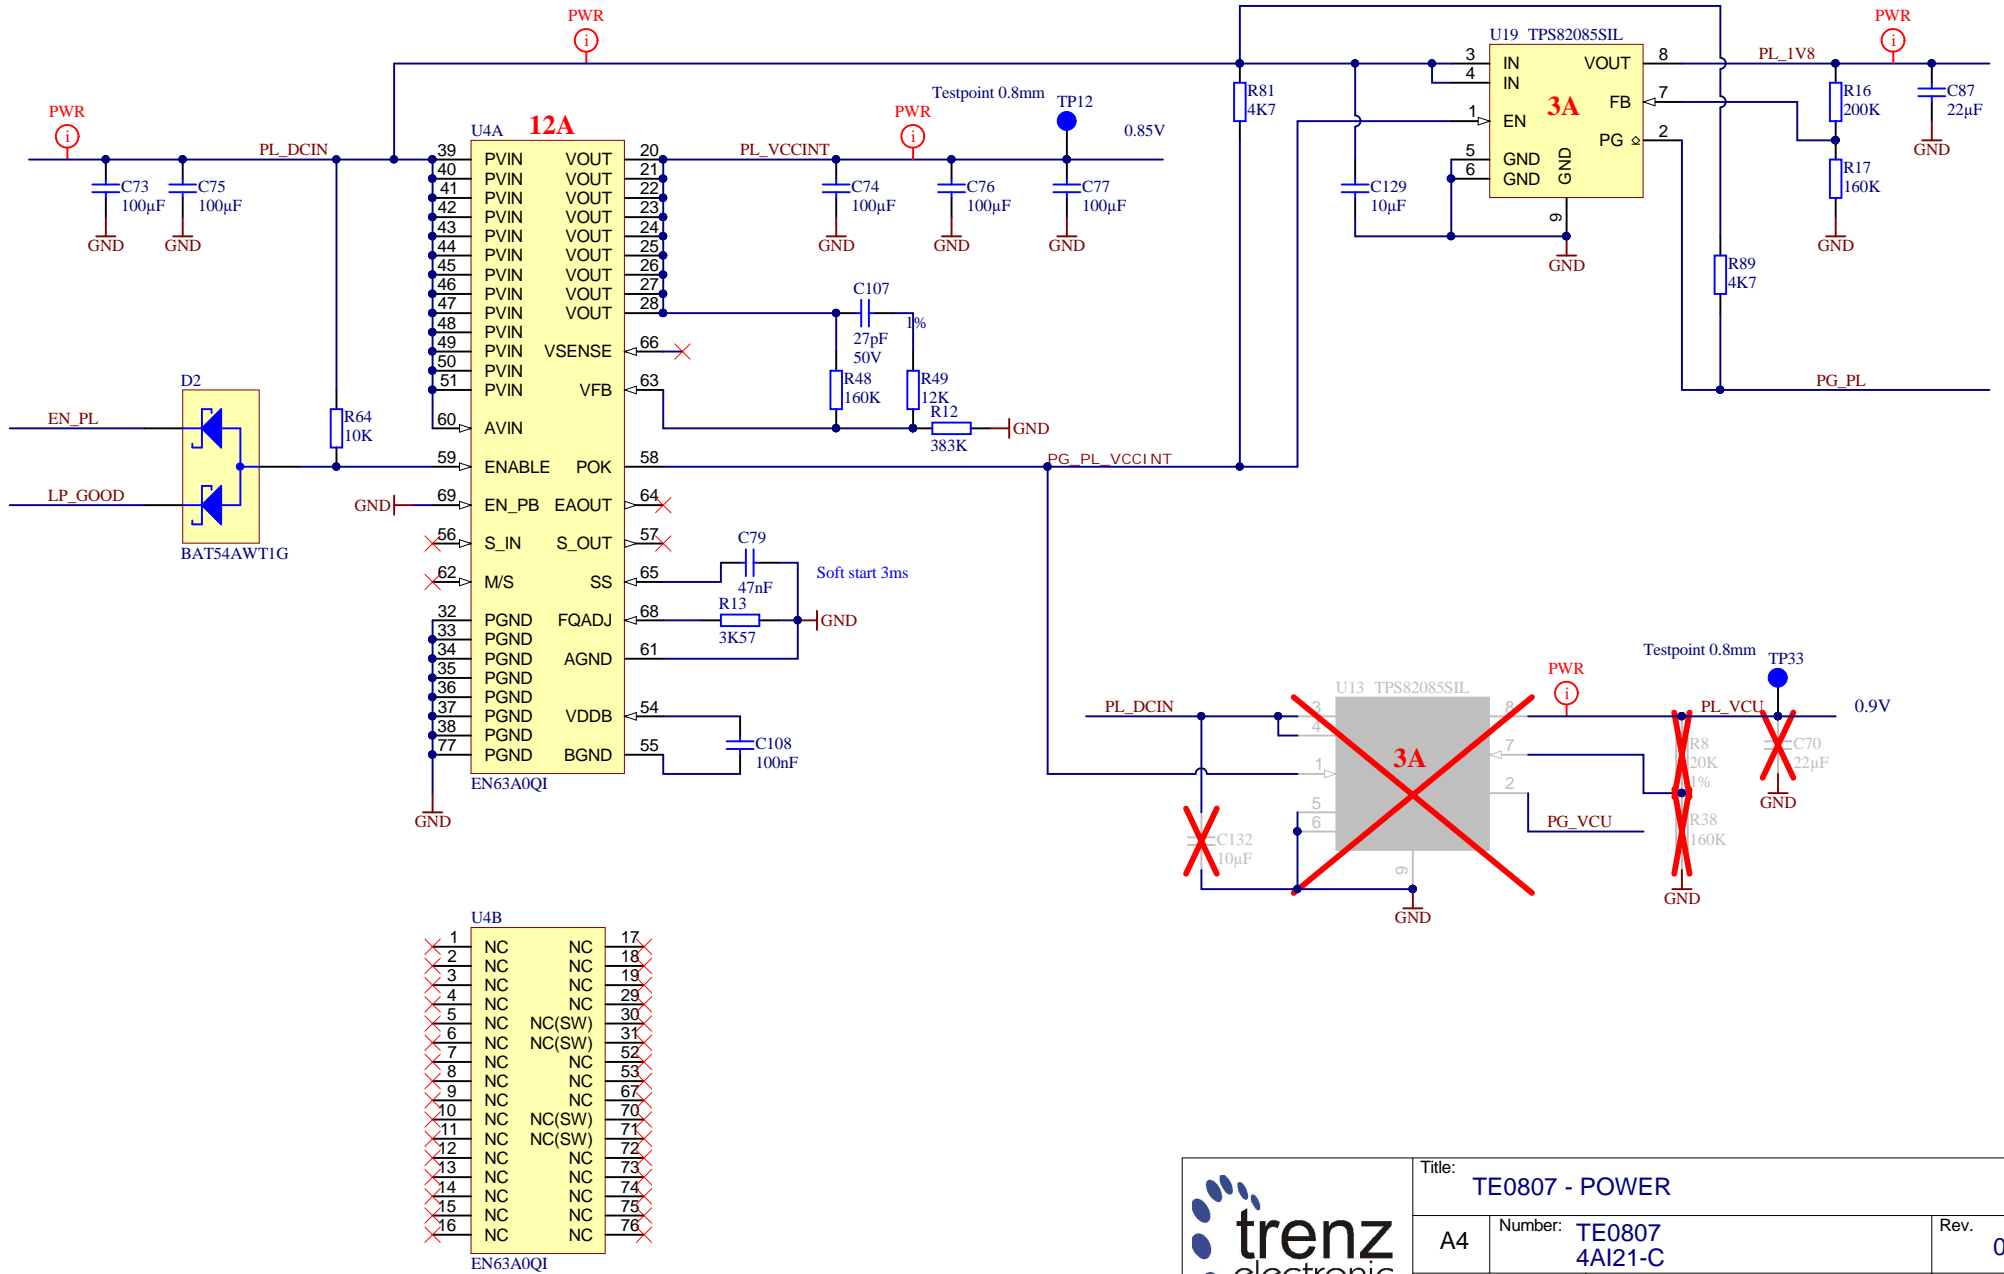 PWR
PWR
U19 TPS82085SIL
PL_1V8
3 IN VOUT 8
4 IN
FB 7
1 EN
3A
PG 2
5 GND
6 GND
GND
9
GND
R81
4K7
C129
10µF
R16
200K
R17
160K
GND
C87
22µF
GND
R89
4K7
PG_PL
PWR
PL_DCIN
C73
100µF
GND
C75
100µF
GND
Testpoint 0.8mm
TP12
PWR
0.85V
PL_VCCINT
C74
100µF
GND
C76
100µF
C77
100µF
GND
U4A
12A
39 PVIN VOUT 20
40 PVIN VOUT 21
41 PVIN VOUT 22
42 PVIN VOUT 23
43 PVIN VOUT 24
44 PVIN VOUT 25
45 PVIN VOUT 26
46 PVIN VOUT 27
47 PVIN VOUT 28
48 PVIN
49 PVIN VSENSE 66
50 PVIN
51 PVIN VFB 63
60 AVIN
59 ENABLE POK 58
69 EN_PB EAOUT 64
56 S_IN S_OUT 57
62 M/S SS 65
32 PGND FQADJ 68
33 PGND
34 PGND AGND 61
35 PGND
36 PGND
37 PGND VDDB 54
38 PGND
77 PGND BGND 55
EN63A0QI
GND
GND
C107
27pF
50V
1%
R48
160K
R49
12K
R12
383K
GND
D2
EN_PL
LP_GOOD
BAT54AWT1G
R64
10K
PG_PL_VCCINT
C79
47nF
Soft start 3ms
R13
3K57
GND
C108
100nF
Testpoint 0.8mm
TP33
PWR
U13 TPS82085SIL
PL_DCIN
PL_VCU
0.9V
3
4
1
5
6
9
8
7
2
3A
PG_VCU
R8
20K
1%
R38
160K
GND
C70
22µF
GND
C132
10µF
GND
U4B
1 NC NC 17
2 NC NC 18
3 NC NC 19
4 NC NC 29
5 NC NC(SW) 30
6 NC NC(SW) 31
7 NC NC 52
8 NC NC 53
9 NC NC 67
10 NC NC(SW) 70
11 NC NC(SW) 71
12 NC NC 72
13 NC NC 73
14 NC NC 74
15 NC NC 75
16 NC NC 76
EN63A0QI
trenz
electronic
Title:
TE0807 - POWER
A4
Number: TE0807
4AI21-C
Rev.
0